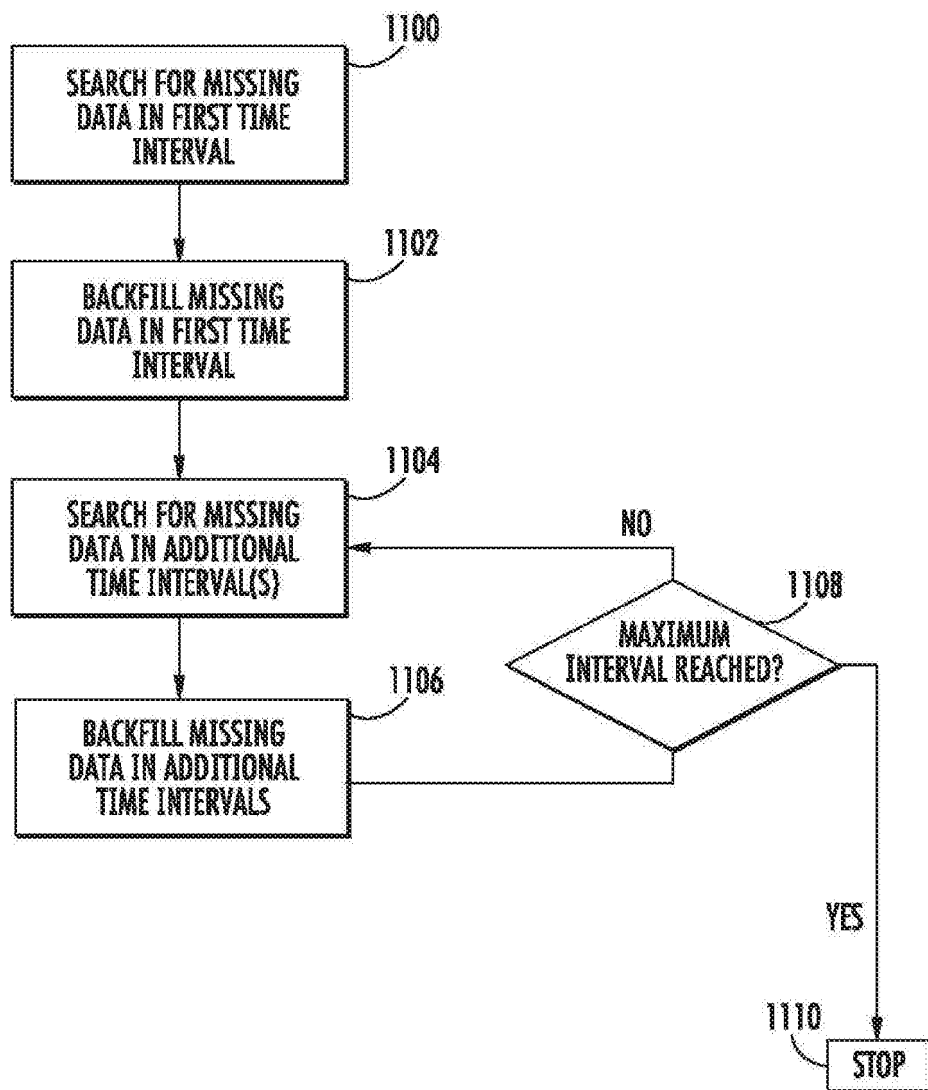 1100
SEARCH FOR MISSING
DATA IN FIRST TIME
INTERVAL
1102
BACKFILL MISSING
DATA IN FIRST TIME
INTERVAL
1104
SEARCH FOR MISSING
DATA IN ADDITIONAL
TIME INTERVAL(S)
NO
1108
MAXIMUM
INTERVAL REACHED?
1106
BACKFILL MISSING
DATA IN ADDITIONAL
TIME INTERVALS
YES
1110
STOP